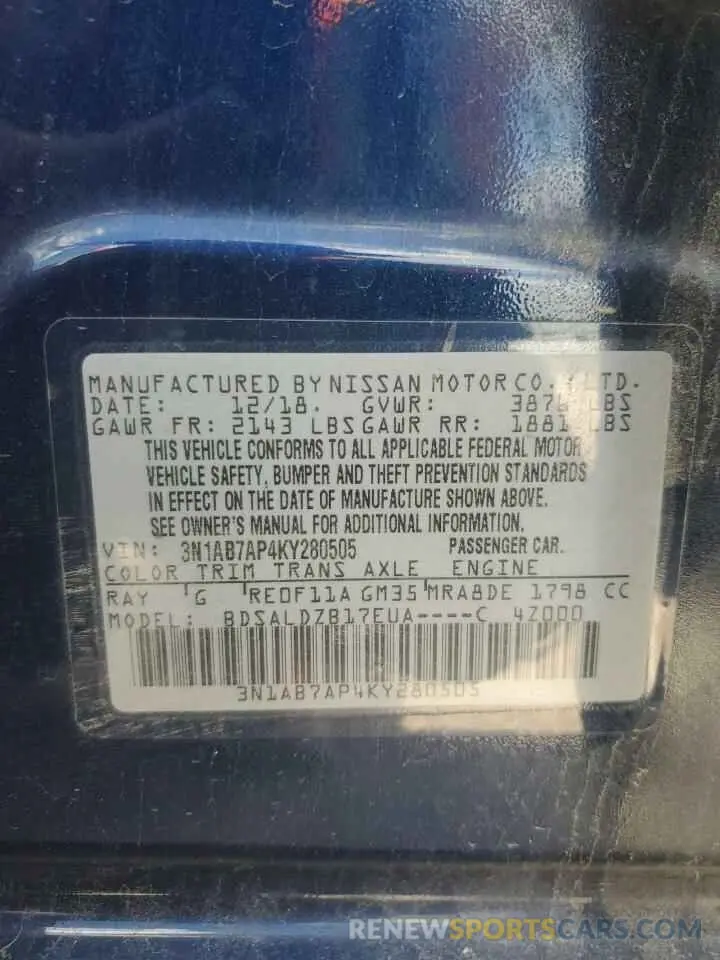 MANUFACTURED BY NISSAN MOTOR CO. LTD.
DATE: 12/18. GVWR: LBS
GAWR FR: 2143 LBS GAWR RR: 1881 LBS
THIS VEHICLE CONFORMS TO ALL APPLICABLE FEDERAL MOTOR
VEHICLE SAFETY, BUMPER AND THEFT PREVENTION STANDARDS
IN EFFECT ON THE DATE OF MANUFACTURE SHOWN ABOVE.
SEE OWNER'S MANUAL FOR ADDITIONAL INFORMATION.
VIN: 3N1AB7AP4KY280505 PASSENGER CAR.
COLOR TRIM TRANS AXLE ENGINE
RAY G RE0F11A GM35 MRA8DE 1798 CC
MODEL: BDSALDZB17EUA----C 4Z000
3N1AB7AP4KY280505
RENEWSPORTSCARS.COM